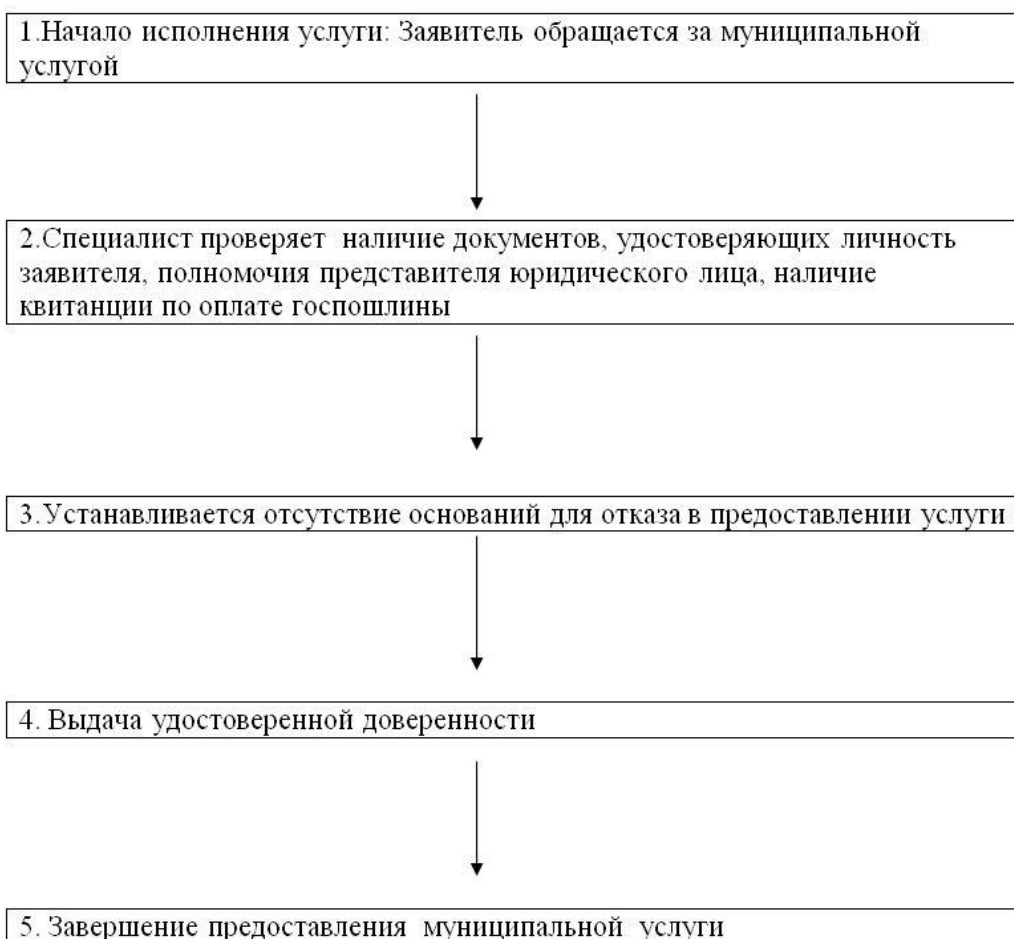 1.Начало исполнения услуги: Заявитель обращается за муниципальной
услугой
2.Специалист проверяет наличие документов, удостоверяющих личность
заявителя, полномочия представителя юридического лица, наличие
квитанции по оплате госпошлины
3.Устанавливается отсутствие оснований для отказа в предоставлении услуги
4. Выдача удостоверенной доверенности
5. Завершение предоставления муниципальной услуги